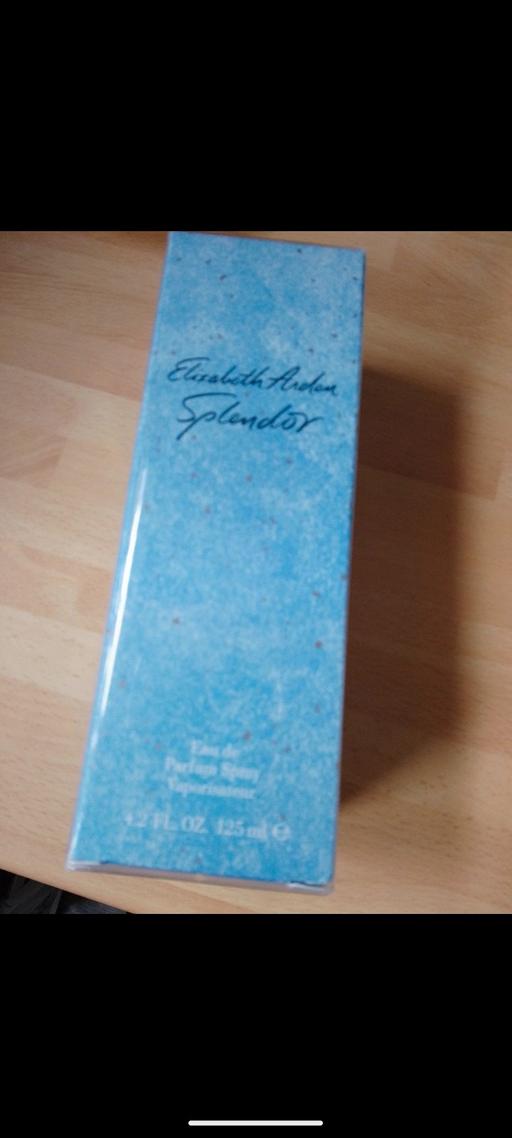 Elizabeth Arden
Splendor
Eau de
Parfum Spray
Vaporisateur
4.2 FL. OZ. 125 ml ℮